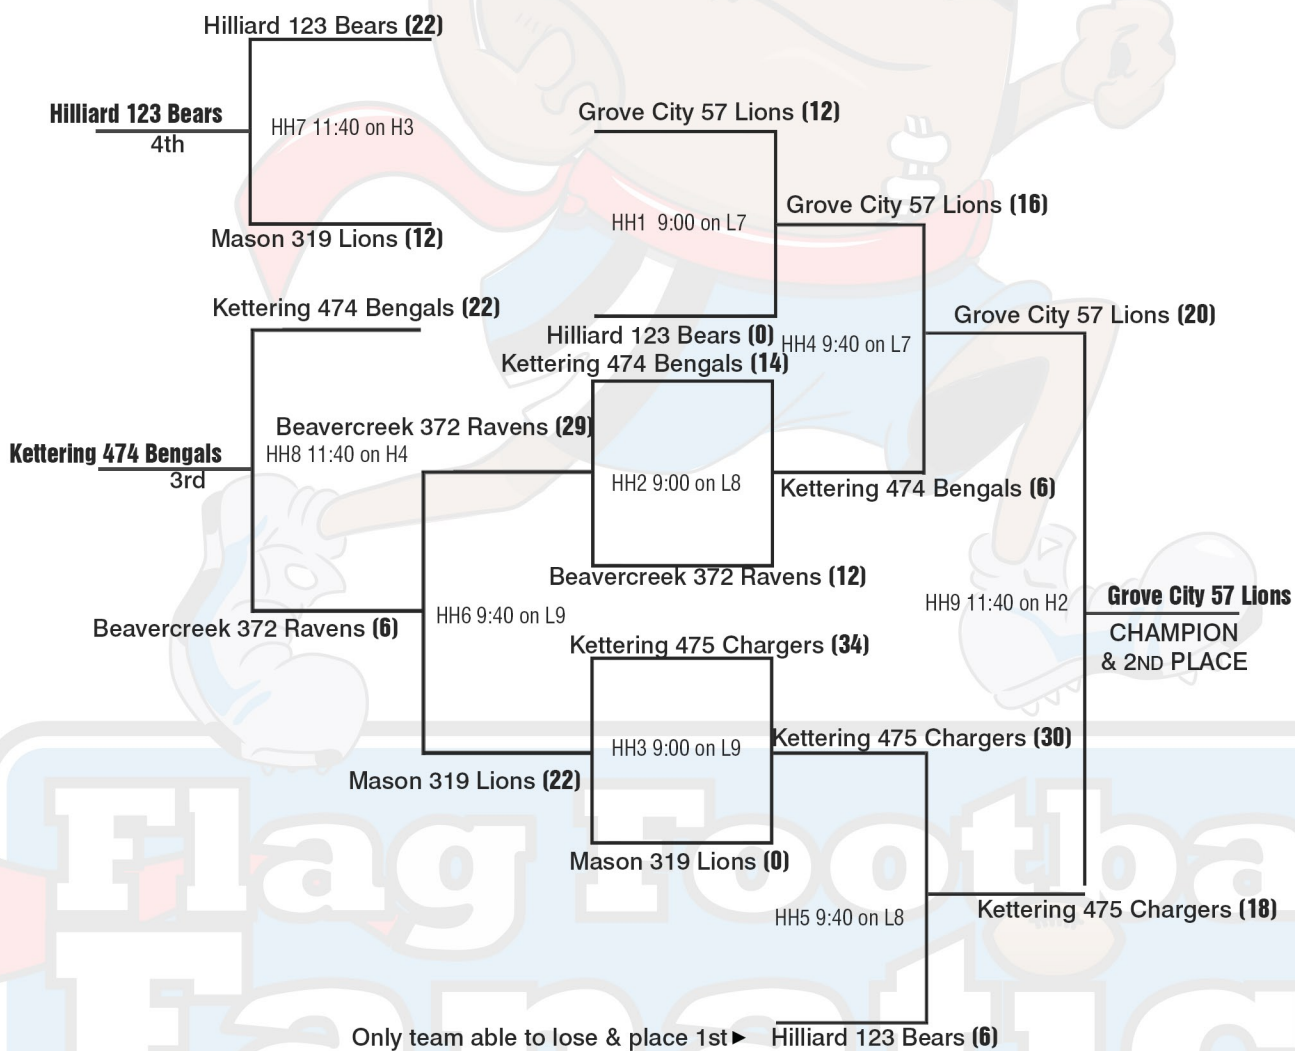 Hilliard 123 Bears (22)
Hilliard 123 Bears
4th
HH7 11:40 on H3
Mason 319 Lions (12)
Grove City 57 Lions (12)
HH1 9:00 on L7
Grove City 57 Lions (16)
Kettering 474 Bengals (22)
Hilliard 123 Bears (0)
HH4 9:40 on L7
Grove City 57 Lions (20)
Kettering 474 Bengals (14)
Beavercreek 372 Ravens (29)
Kettering 474 Bengals
3rd
HH8 11:40 on H4
HH2 9:00 on L8
Kettering 474 Bengals (6)
Beavercreek 372 Ravens (12)
Beavercreek 372 Ravens (6)
HH6 9:40 on L9
HH9 11:40 on H2
Grove City 57 Lions
CHAMPION
& 2ND PLACE
Kettering 475 Chargers (34)
HH3 9:00 on L9
Kettering 475 Chargers (30)
Mason 319 Lions (22)
Mason 319 Lions (0)
HH5 9:40 on L8
Kettering 475 Chargers (18)
Only team able to lose & place 1st► Hilliard 123 Bears (6)
Flag Footba